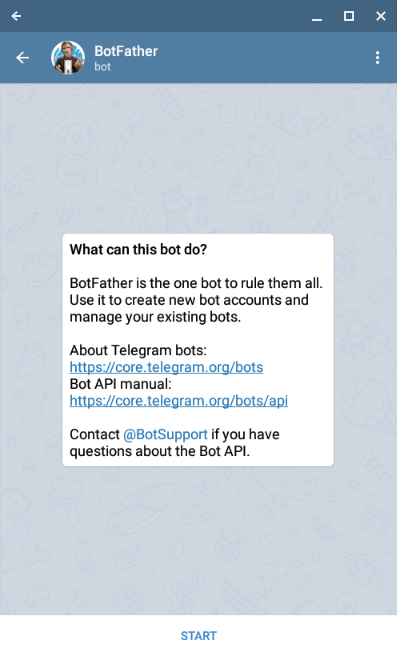 BotFather
bot
What can this bot do?
BotFather is the one bot to rule them all.
Use it to create new bot accounts and
manage your existing bots.
About Telegram bots:
https://core.telegram.org/bots
Bot API manual:
https://core.telegram.org/bots/api
Contact @BotSupport if you have
questions about the Bot API.
START